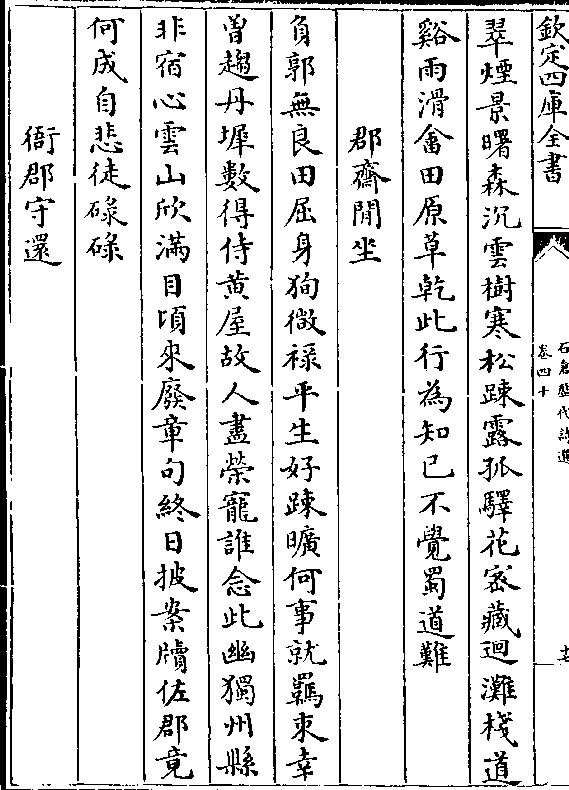 欽定四庫全書
石倉歷代詩選
卷四十
翠煙景曙森沉雲樹寒松踈露孤驛花宻藏迴灘棧道
谿雨滑畬田原草乾此行為知已不覺蜀道難
郡齋閒坐
負郭無良田屈身狥微禄平生好踈曠何事就羈束幸
曾趨丹墀數得侍黄屋故人盡榮寵誰念此幽獨州縣
非宿心雲山欣滿目頃來廢章句終日披案牘佐郡竟
何成自悲徒碌碌
衙郡守還